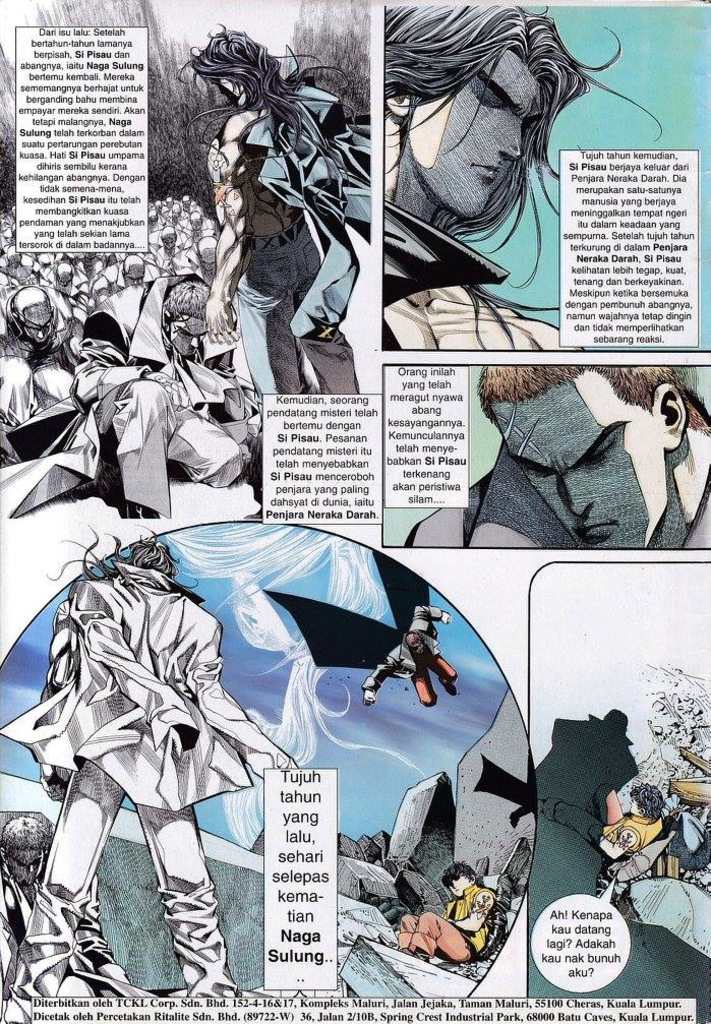 Dari isu lalu: Setelah
bertahun-tahun lamanya
berpisah, Si Pisau dan
abangnya, iaitu Naga Sulung
bertemu kembali. Mereka
sememangnya berhajat untuk
berganding bahu membina
empayar mereka sendiri. Akan
tetapi malangnya, Naga
Sulung telah terkorban dalam
suatu pertarungan perebutan
kuasa. Hati Si Pisau umpama
dihiris sembilu kerana
kehilangan abangnya. Dengan
tidak semena-mena,
kesedihan Si Pisau itu telah
membangkitkan kuasa
pendaman yang menakjubkan
yang telah sekian lama
tersorok di dalam badannya....
Tujuh tahun kemudian,
Si Pisau berjaya keluar dari
Penjara Neraka Darah. Dia
merupakan satu-satunya
manusia yang berjaya
meninggalkan tempat ngeri
itu dalam keadaan yang
sempurna. Setelah tujuh tahun
terkurung di dalam Penjara
Neraka Darah, Si Pisau
kelihatan lebih tegap, kuat,
tenang dan berkeyakinan.
Meskipun ketika bersemuka
dengan pembunuh abangnya,
namun wajahnya tetap dingin
dan tidak memperlihatkan
sebarang reaksi.
Kemudian, seorang
pendatang misteri telah
bertemu dengan
Si Pisau. Pesanan
pendatang misteri itu
telah menyebabkan
Si Pisau menceroboh
penjara yang paling
dahsyat di dunia, iaitu
Penjara Neraka Darah.
Orang inilah
yang telah
meragut nyawa
abang
kesayangannya.
Kemunculannya
telah menye-
babkan Si Pisau
terkenang
akan peristiwa
silam....
Tujuh
tahun
yang
lalu,
sehari
selepas
kema-
tian
Naga
Sulung..
..
Ah! Kenapa
kau datang
lagi? Adakah
kau nak bunuh
aku?
Diterbitkan oleh TCKL Corp. Sdn. Bhd. 152-4-16&17, Kompleks Maluri, Jalan Jejaka, Taman Maluri, 55100 Cheras, Kuala Lumpur.
Dicetak oleh Percetakan Ritalite Sdn. Bhd. (89722-W) 36, Jalan 2/10B, Spring Crest Industrial Park, 68000 Batu Caves, Kuala Lumpur.